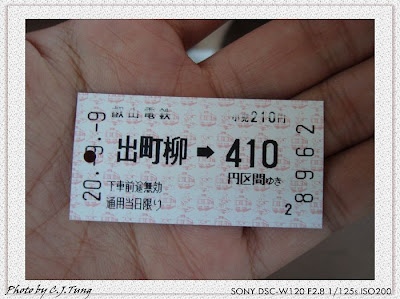 叡山電鉄 小児210円
20.-9.-9
出町柳➡410
円区間ゆき
下車前途無効
通用当日限り
2
8962
Photo by C.J.Tung
SONY DSC-W120 F2.8 1/125s ISO200